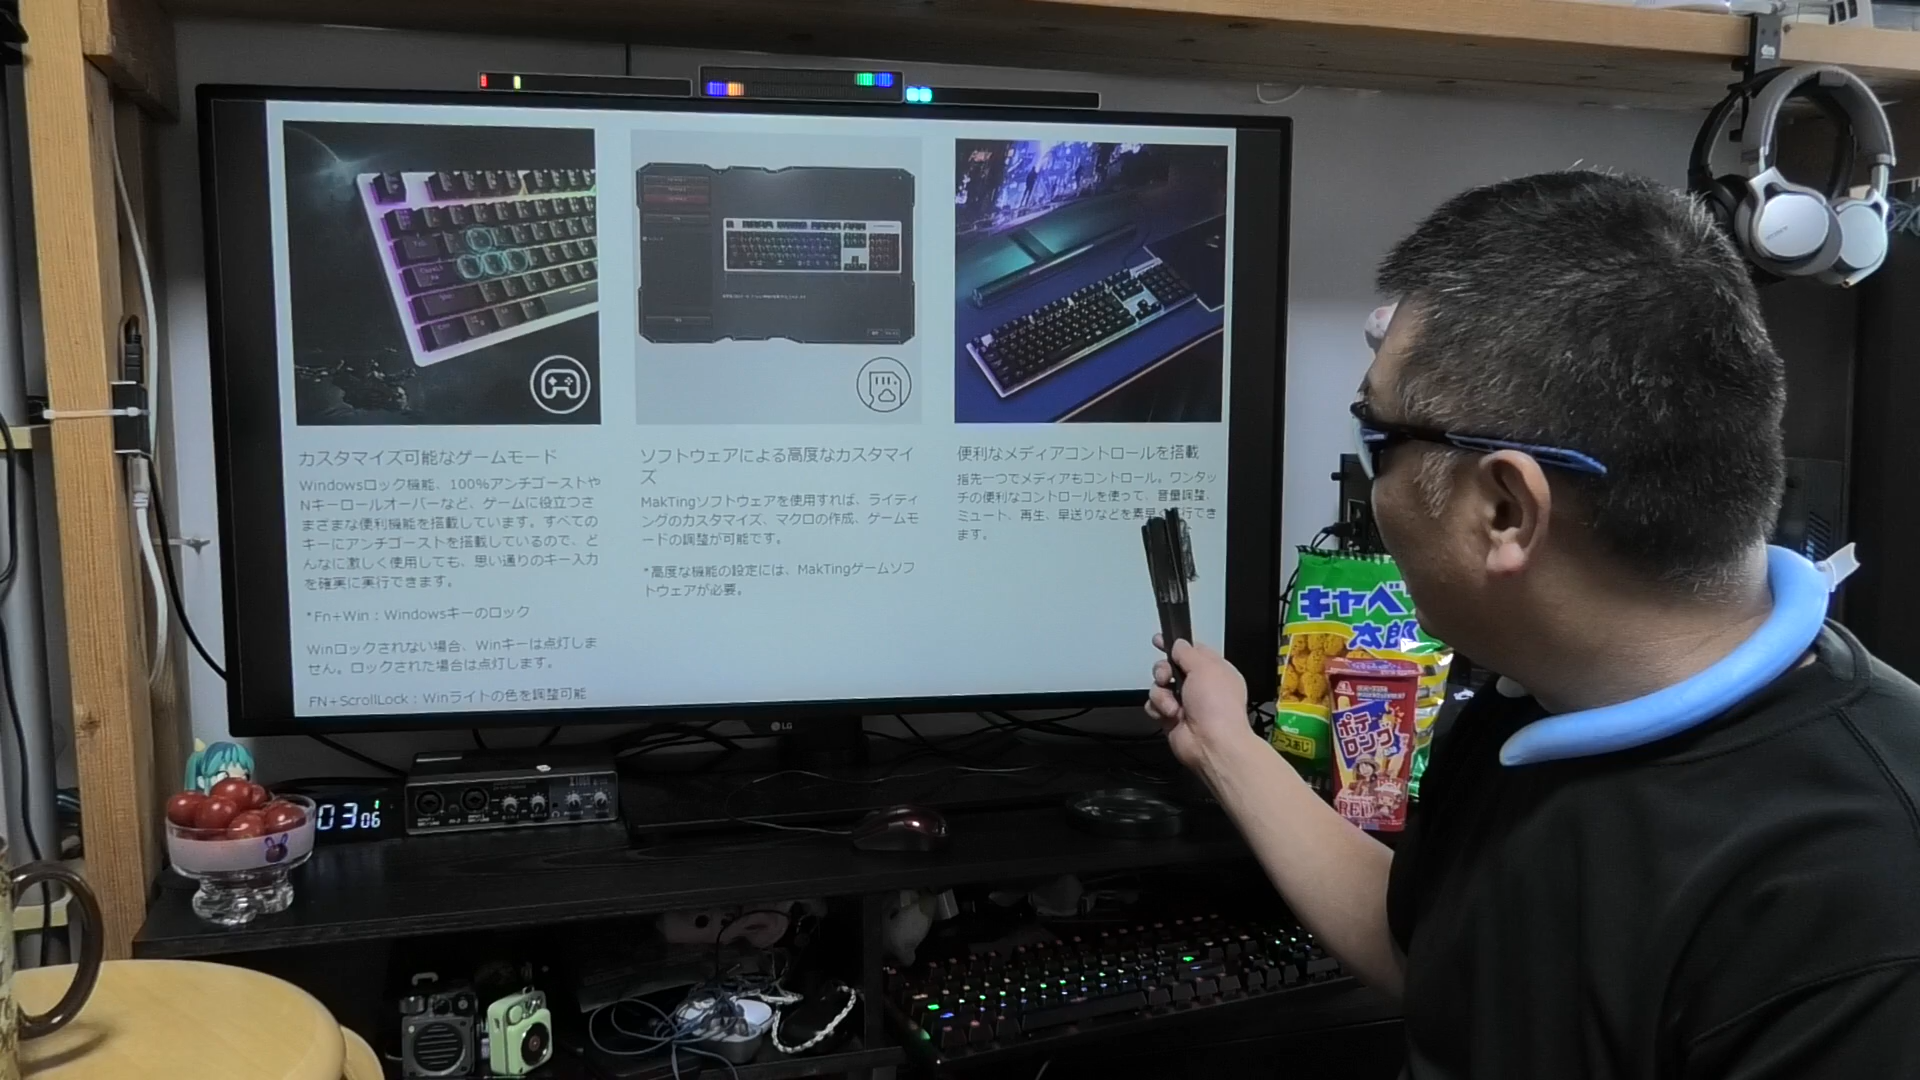 カスタマイズ可能なゲームモード
Windowsロック機能、100%アンチゴーストや
Nキーロールオーバーなど、ゲームに役立つさ
まざまな便利機能を搭載しています。すべての
キーにアンチゴーストを搭載しているので、ど
んなに激しく使用しても、思い通りのキー入力
を確実に実行できます。
*Fn+Win：Windowsキーのロック
Winロックされない場合、Winキーは点灯しま
せん。ロックされた場合は点灯します。
FN+ScrollLock：Winライトの色を調整可能
ソフトウェアによる高度なカスタマイ
ズ
MakTingソフトウェアを使用すれば、ライティ
ングのカスタマイズ、マクロの作成、ゲームモ
ードの調整が可能です。
*高度な機能の設定には、MakTingゲームソフ
トウェアが必要。
便利なメディアコントロールを搭載
指先一つでメディアもコントロール。ワンタッ
チの便利なコントロールを使って、音量調整、
ミュート、再生、早送りなどを素早く実行でき
ます。
LG
SONY
キャベ
太郎
ソースあじ
ポテ
ロング
RED
03 06
1